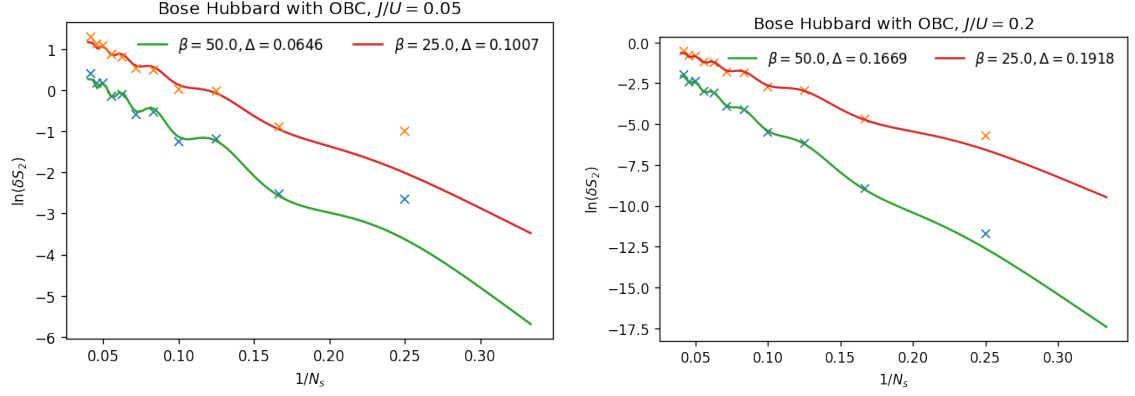 Bose Hubbard with OBC, J/U = 0.05
β = 50.0, Δ = 0.0646
β = 25.0, Δ = 0.1007
1
0
−1
−2
−3
−4
−5
−6
ln(δS₂)
0.05 0.10 0.15 0.20 0.25 0.30
1/Nₛ
Bose Hubbard with OBC, J/U = 0.2
β = 50.0, Δ = 0.1669
β = 25.0, Δ = 0.1918
0.0
−2.5
−5.0
−7.5
−10.0
−12.5
−15.0
−17.5
ln(δS₂)
0.05 0.10 0.15 0.20 0.25 0.30
1/Nₛ